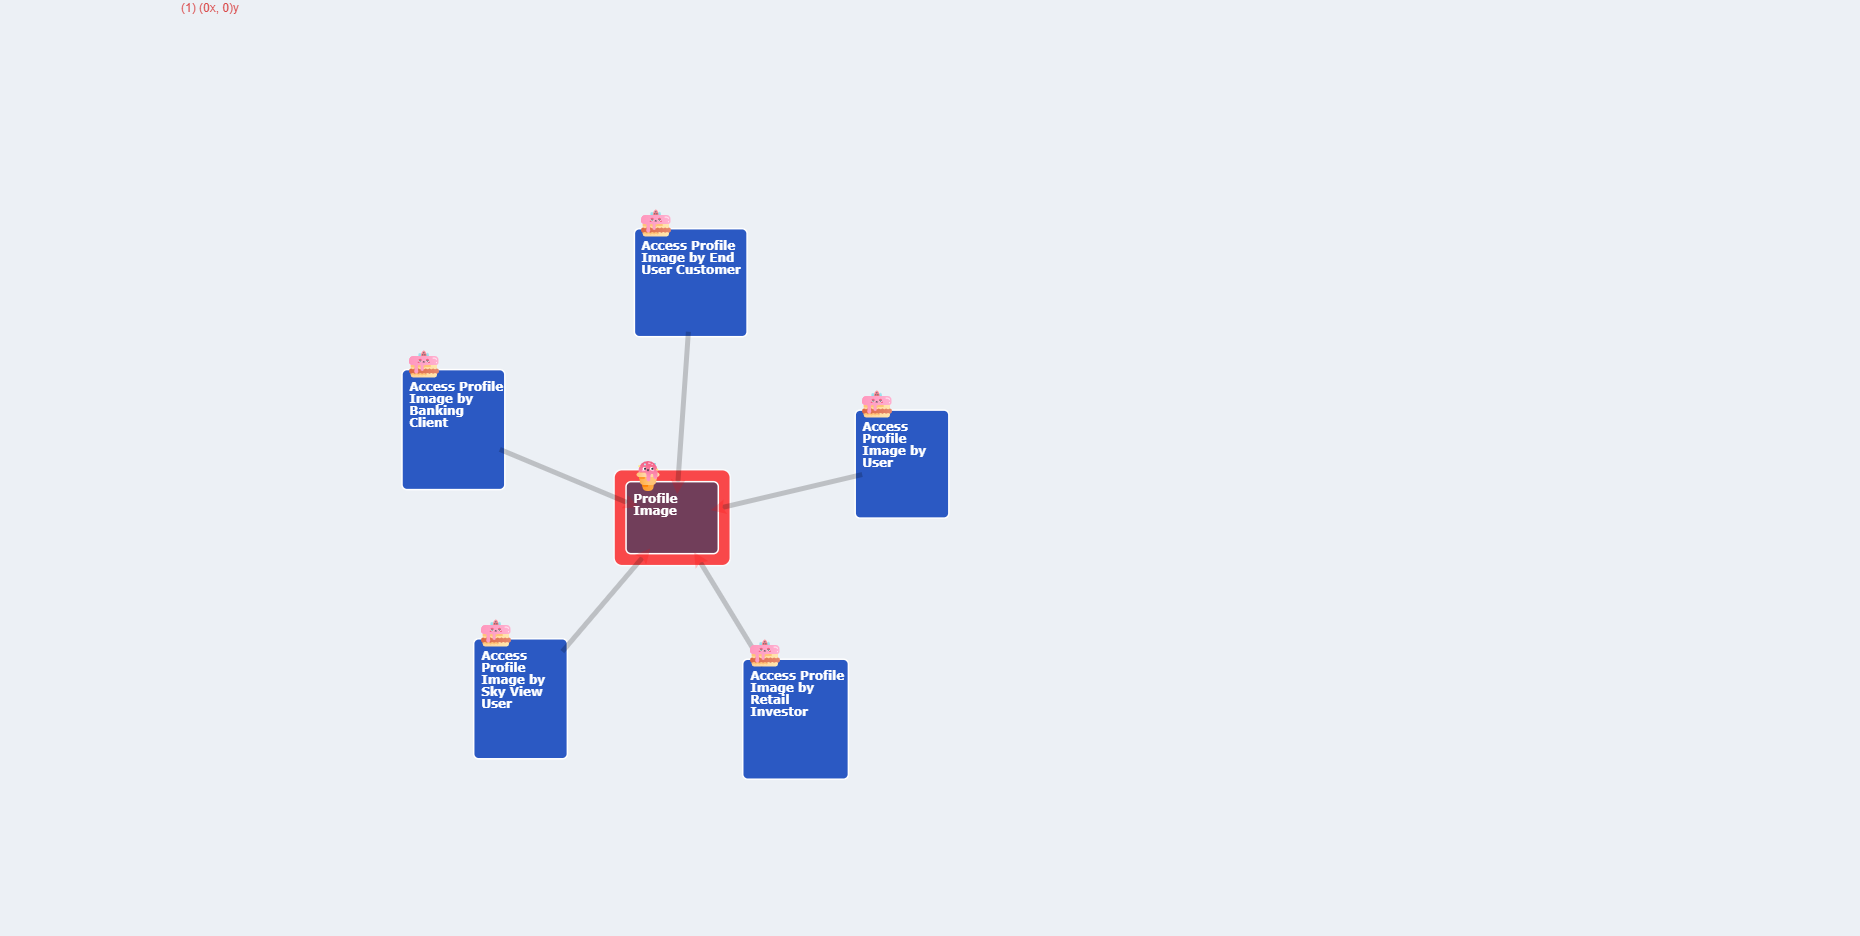 (1) (0x, 0)y
Access Profile
Image by End
User Customer
Access Profile
Image by
Banking
Client
Access
Profile
Image by
User
Profile
Image
Access
Profile
Image by
Sky View
User
Access Profile
Image by
Retail
Investor